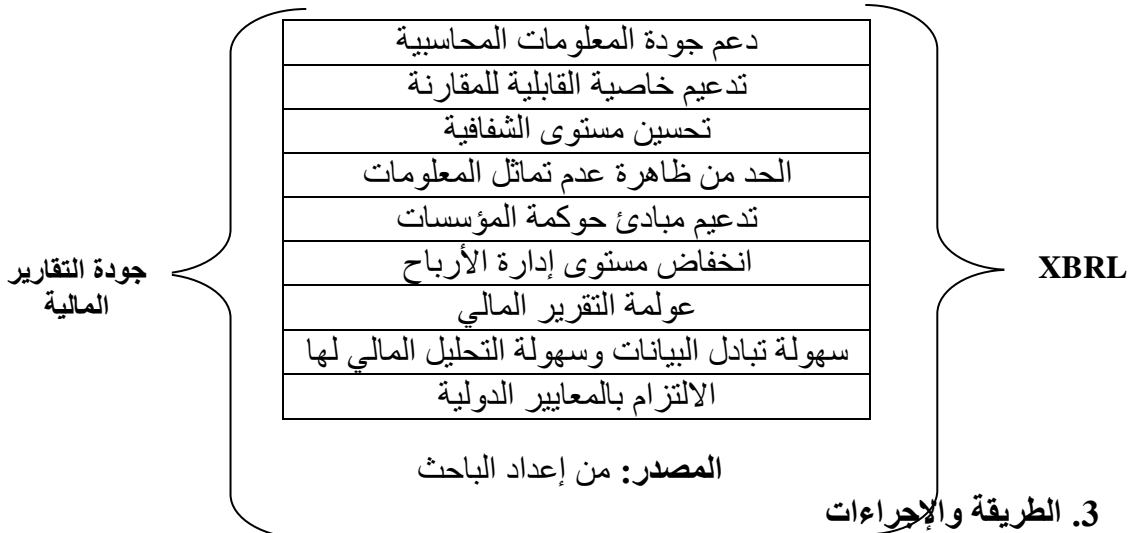 دعم جودة المعلومات المحاسبية
تدعيم خاصية القابلية للمقارنة
تحسين مستوى الشفافية
الحد من ظاهرة عدم تماثل المعلومات
تدعيم مبادئ حوكمة المؤسسات
انخفاض مستوى إدارة الأرباح
عولمة التقرير المالي
سهولة تبادل البيانات وسهولة التحليل المالي لها
الالتزام بالمعايير الدولية
XBRL
جودة التقارير
المالية
المصدر: من إعداد الباحث
3. الطريقة والإجراءات